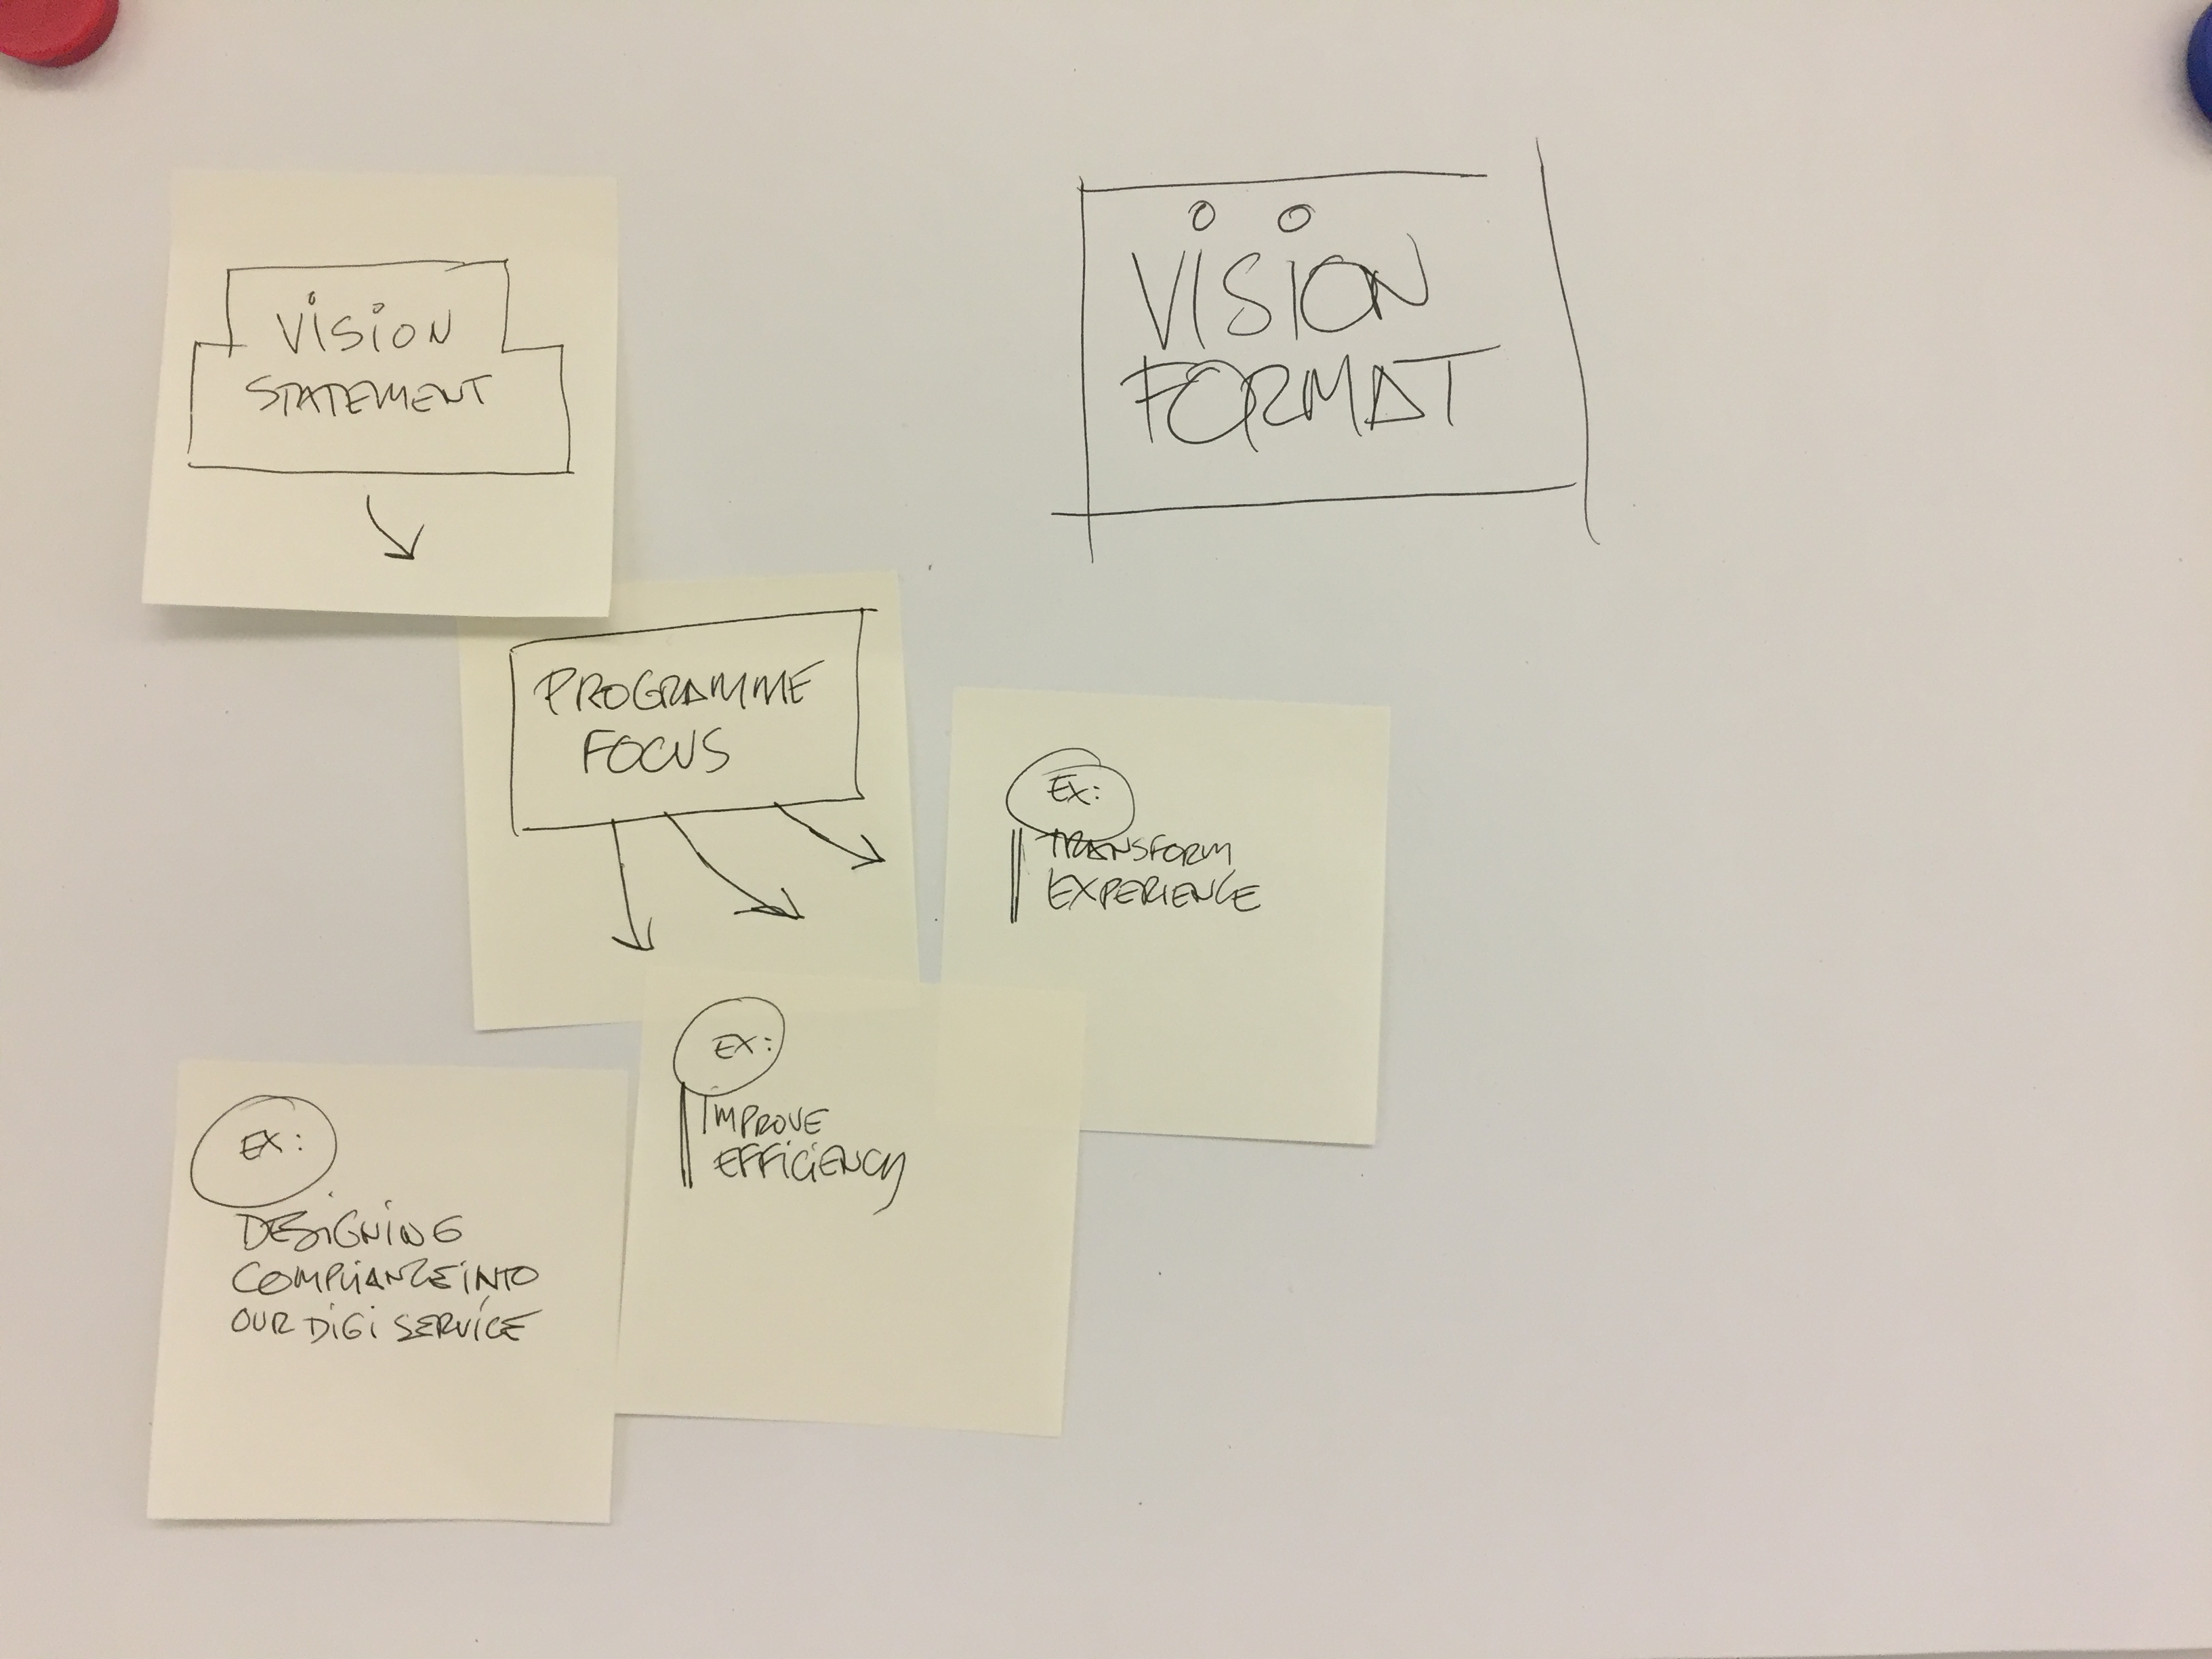 VISION
STATEMENT
VISION
FORMAT
PROGRAMME
FOCUS
EX:
TRANSFORM
EXPERIENCE
EX:
IMPROVE
EFFICIENCY
EX:
DESIGNING
COMPLIANCE INTO
OUR DIGI SERVICE